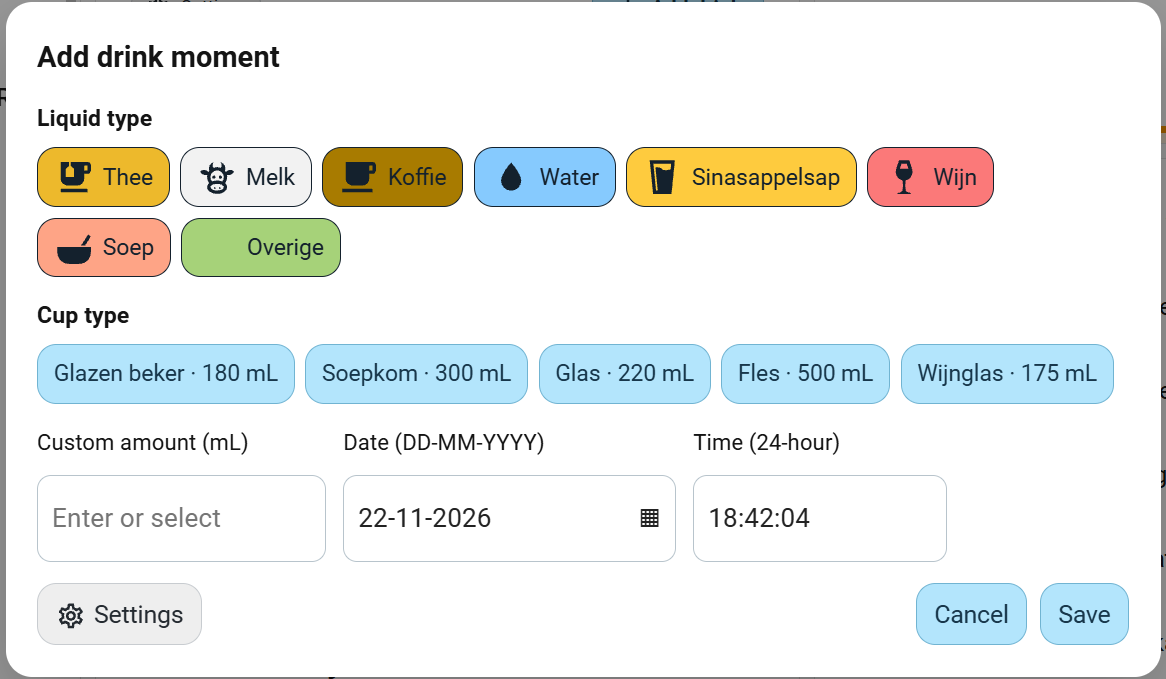 Add drink moment
Liquid type
Thee Melk Koffie Water Sinasappelsap Wijn
Soep Overige
Cup type
Glazen beker · 180 mL Soepkom · 300 mL Glas · 220 mL Fles · 500 mL Wijnglas · 175 mL
Custom amount (mL) Date (DD-MM-YYYY) Time (24-hour)
Enter or select 22-11-2026 18:42:04
Settings Cancel Save